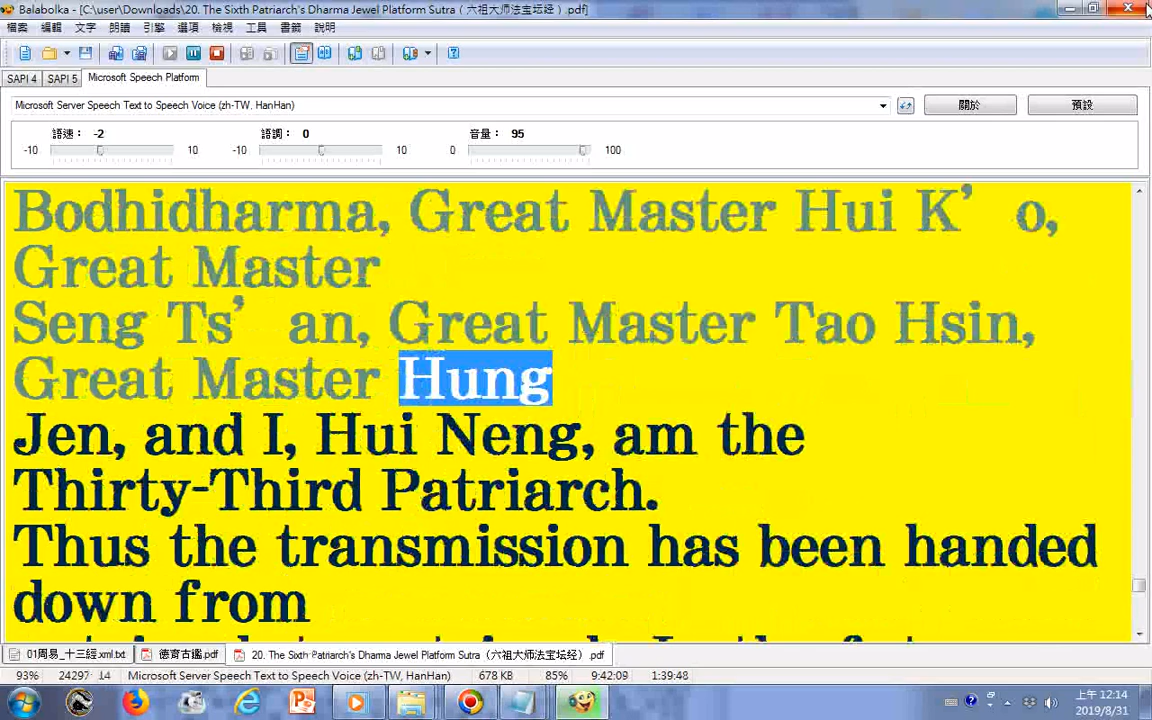 Balabolka - [C:\user\Downloads\20. The Sixth Patriarch's Dharma Jewel Platform Sutra（六祖大师法宝坛经）.pdf]
檔案 編輯 文字 朗讀 引擎 選項 檢視 工具 書籤 說明
SAPI 4 SAPI 5 Microsoft Speech Platform
Microsoft Server Speech Text to Speech Voice (zh-TW, HanHan) 關於 預設
語速： -2 語調： 0 音量： 95
-10 10 -10 10 0 100
Bodhidharma, Great Master Hui K’ o,
Great Master
Seng Ts’ an, Great Master Tao Hsin,
Great Master Hung
Jen, and I, Hui Neng, am the
Thirty-Third Patriarch.
Thus the transmission has been handed
down from
01周易_十三經.xml.txt 德育古鑑.pdf 20. The Sixth Patriarch's Dharma Jewel Platform Sutra（六祖大师法宝坛经）.pdf
93% 24297 14 Microsoft Server Speech Text to Speech Voice (zh-TW, HanHan) 678 KB 85% 9:42:09 1:39:48
上午 12:14
2019/8/31